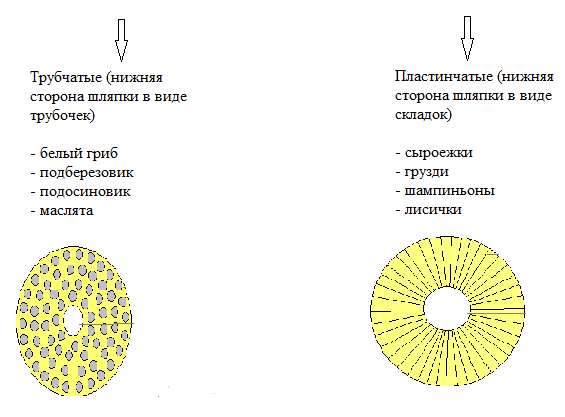 Трубчатые (нижняя
сторона шляпки в виде
трубочек)
- белый гриб
- подберезовик
- подосиновик
- маслята
Пластинчатые (нижняя
сторона шляпки в виде
складок)
- сыроежки
- грузди
- шампиньоны
- лисички